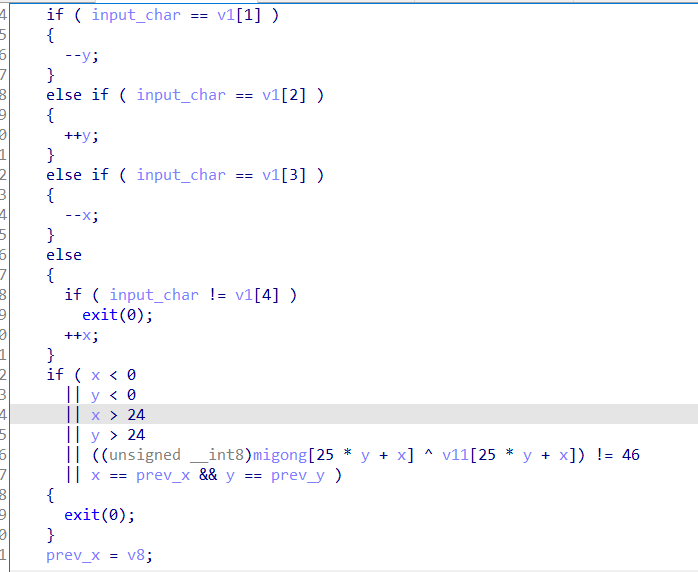 4    if ( input_char == v1[1] )
5    {
6      --y;
7    }
8    else if ( input_char == v1[2] )
9    {
0      ++y;
1    }
2    else if ( input_char == v1[3] )
3    {
4      --x;
5    }
6    else
7    {
8      if ( input_char != v1[4] )
9        exit(0);
0      ++x;
1    }
2    if ( x < 0
3      || y < 0
4      || x > 24
5      || y > 24
6      || ((unsigned __int8)migong[25 * y + x] ^ v11[25 * y + x]) != 46
7      || x == prev_x && y == prev_y )
8    {
9      exit(0);
0    }
1    prev_x = v8;